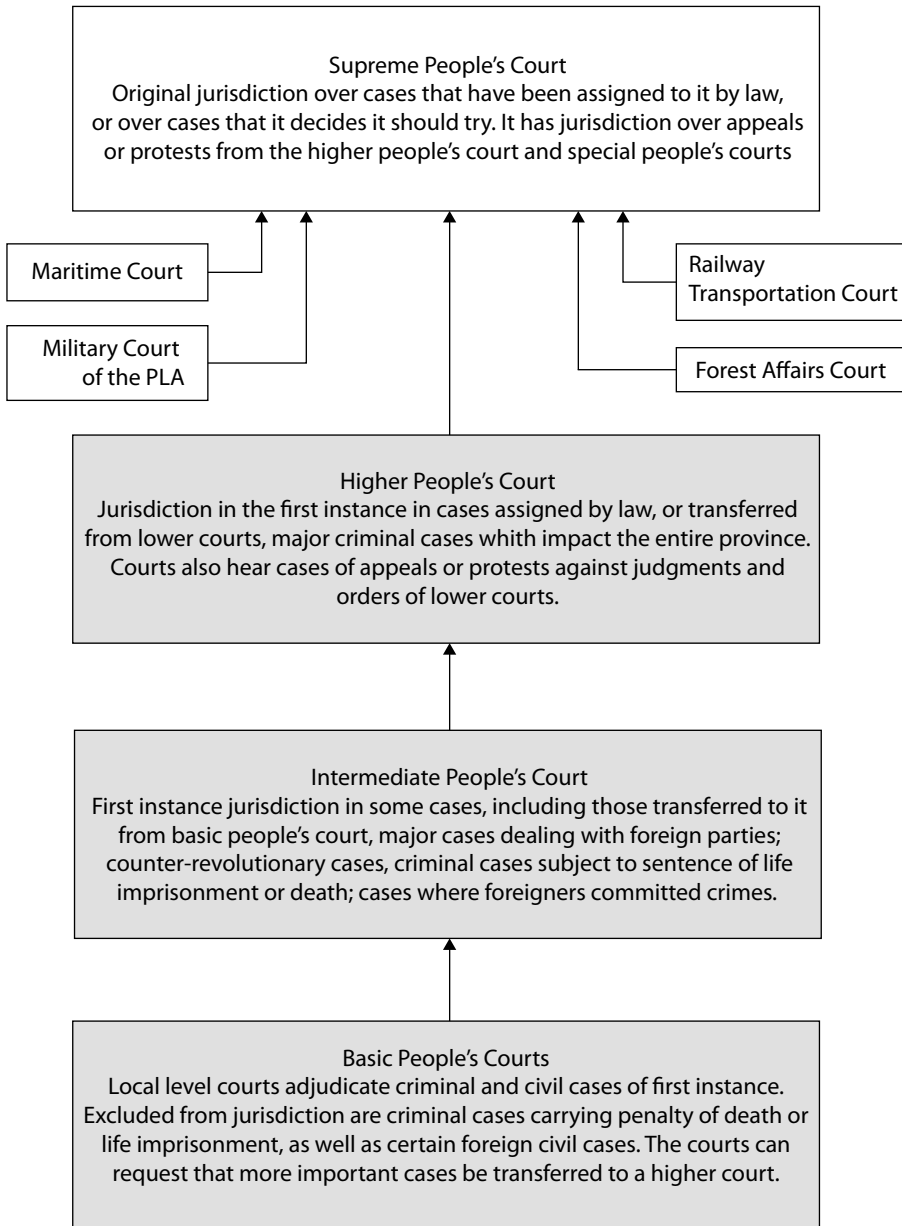 Supreme People’s Court
Original jurisdiction over cases that have been assigned to it by law,
or over cases that it decides it should try. It has jurisdiction over appeals
or protests from the higher people’s court and special people’s courts
Maritime Court
Railway
Transportation Court
Military Court
of the PLA
Forest Affairs Court
Higher People’s Court
Jurisdiction in the first instance in cases assigned by law, or transferred
from lower courts, major criminal cases whith impact the entire province.
Courts also hear cases of appeals or protests against judgments and
orders of lower courts.
Intermediate People’s Court
First instance jurisdiction in some cases, including those transferred to it
from basic people’s court, major cases dealing with foreign parties;
counter-revolutionary cases, criminal cases subject to sentence of life
imprisonment or death; cases where foreigners committed crimes.
Basic People’s Courts
Local level courts adjudicate criminal and civil cases of first instance.
Excluded from jurisdiction are criminal cases carrying penalty of death or
life imprisonment, as well as certain foreign civil cases. The courts can
request that more important cases be transferred to a higher court.